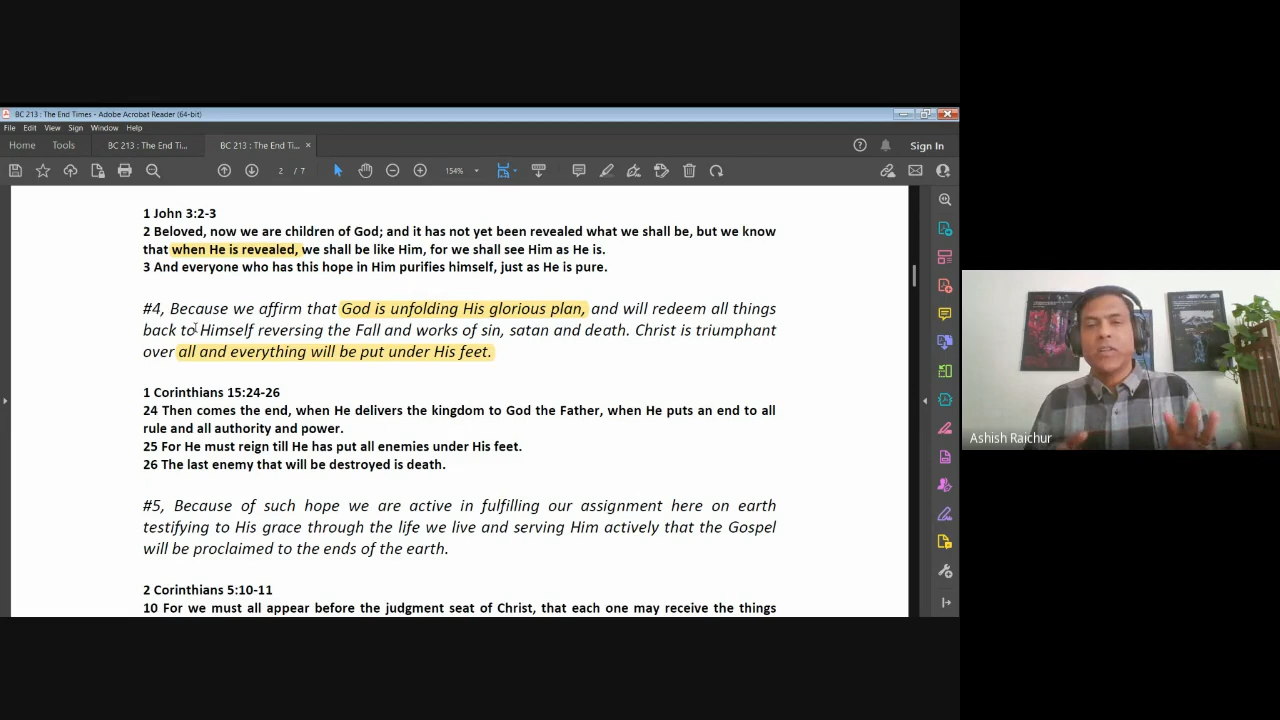 BC 213 : The End Times - Adobe Acrobat Reader (64-bit)
File Edit View Sign Window Help
Home Tools BC 213 : The End Ti... BC 213 : The End Ti... × Sign In
2 / 7 154%
1 John 3:2-3
2 Beloved, now we are children of God; and it has not yet been revealed what we shall be, but we know
that when He is revealed, we shall be like Him, for we shall see Him as He is.
3 And everyone who has this hope in Him purifies himself, just as He is pure.
#4, Because we affirm that God is unfolding His glorious plan, and will redeem all things
back to Himself reversing the Fall and works of sin, satan and death. Christ is triumphant
over all and everything will be put under His feet.
1 Corinthians 15:24-26
24 Then comes the end, when He delivers the kingdom to God the Father, when He puts an end to all
rule and all authority and power.
25 For He must reign till He has put all enemies under His feet.
26 The last enemy that will be destroyed is death.
#5, Because of such hope we are active in fulfilling our assignment here on earth
testifying to His grace through the life we live and serving Him actively that the Gospel
will be proclaimed to the ends of the earth.
2 Corinthians 5:10-11
10 For we must all appear before the judgment seat of Christ, that each one may receive the things
Ashish Raichur